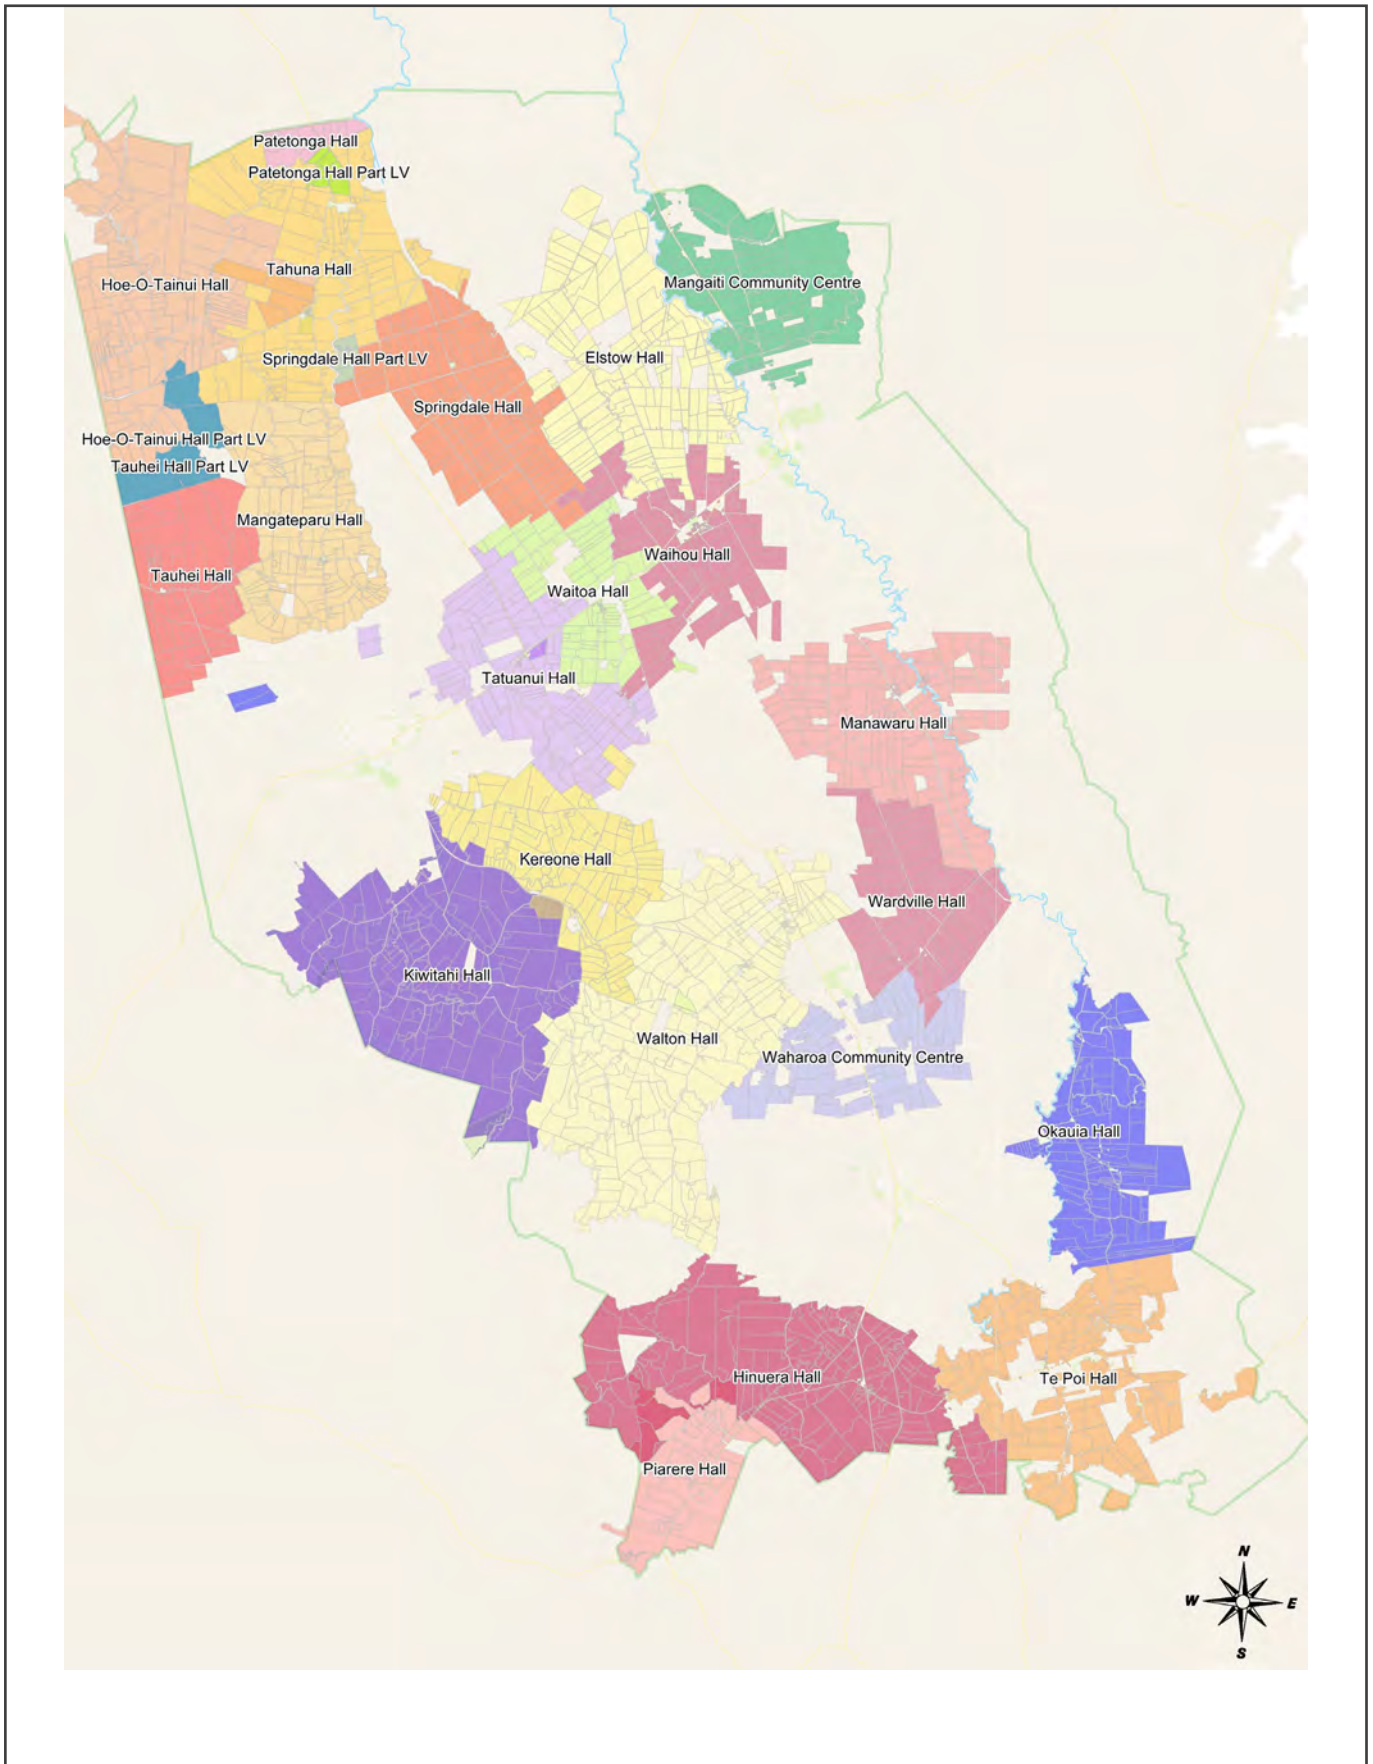 Patetonga Hall
Patetonga Hall Part LV
Tahuna Hall
Hoe-O-Tainui Hall
Mangaiti Community Centre
Springdale Hall Part LV
Elstow Hall
Springdale Hall
Hoe-O-Tainui Hall Part LV
Tauhei Hall Part LV
Mangateparu Hall
Waihou Hall
Tauhei Hall
Waitoa Hall
Tatuanui Hall
Manawaru Hall
Kereone Hall
Wardville Hall
Kiwitahi Hall
Walton Hall
Waharoa Community Centre
Okauia Hall
Hinuera Hall
Te Poi Hall
Piarere Hall
N
W
E
S